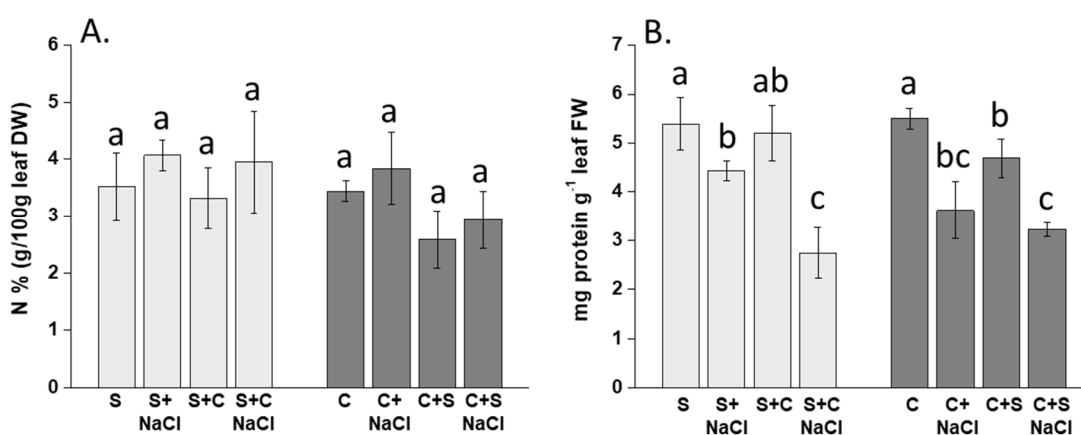 A.
N % (g/100g leaf DW)
6
5
4
3
2
1
0
a a a a a a a a
S S+ S+C S+C C C+ C+S C+S
NaCl NaCl NaCl NaCl
B.
mg protein g⁻¹ leaf FW
7
6
5
4
3
2
1
0
a b ab c a bc b c
S S+ S+C S+C C C+ C+S C+S
NaCl NaCl NaCl NaCl